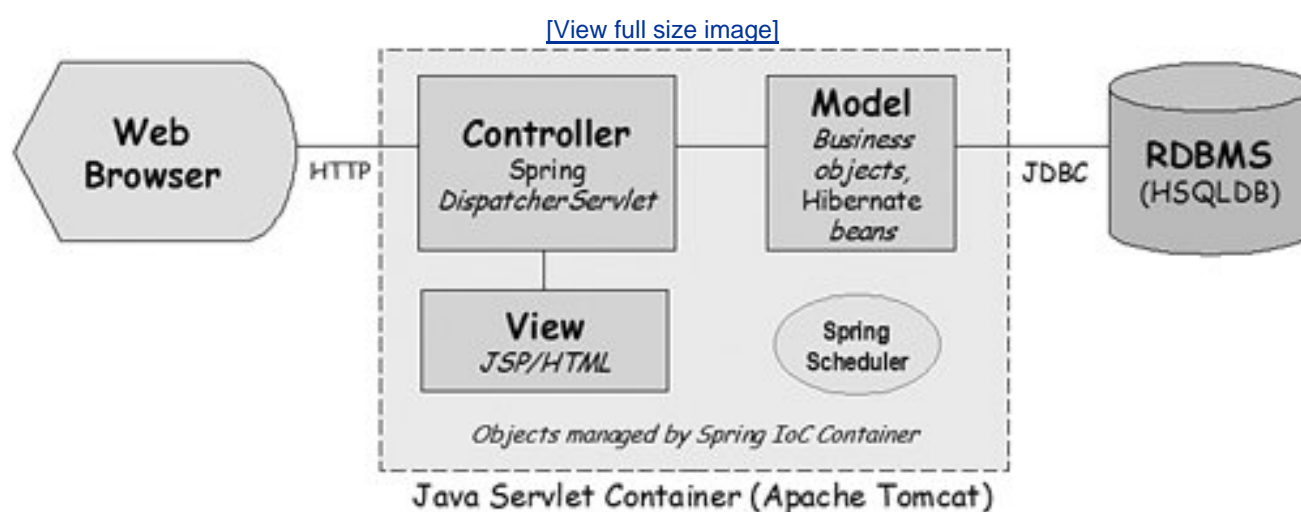 [View full size image]
Web
Browser
HTTP
Controller
Spring
DispatcherServlet
Model
Business
objects,
Hibernate
beans
JDBC
RDBMS
(HSQLDB)
View
JSP/HTML
Spring
Scheduler
Objects managed by Spring IoC Container
Java Servlet Container (Apache Tomcat)